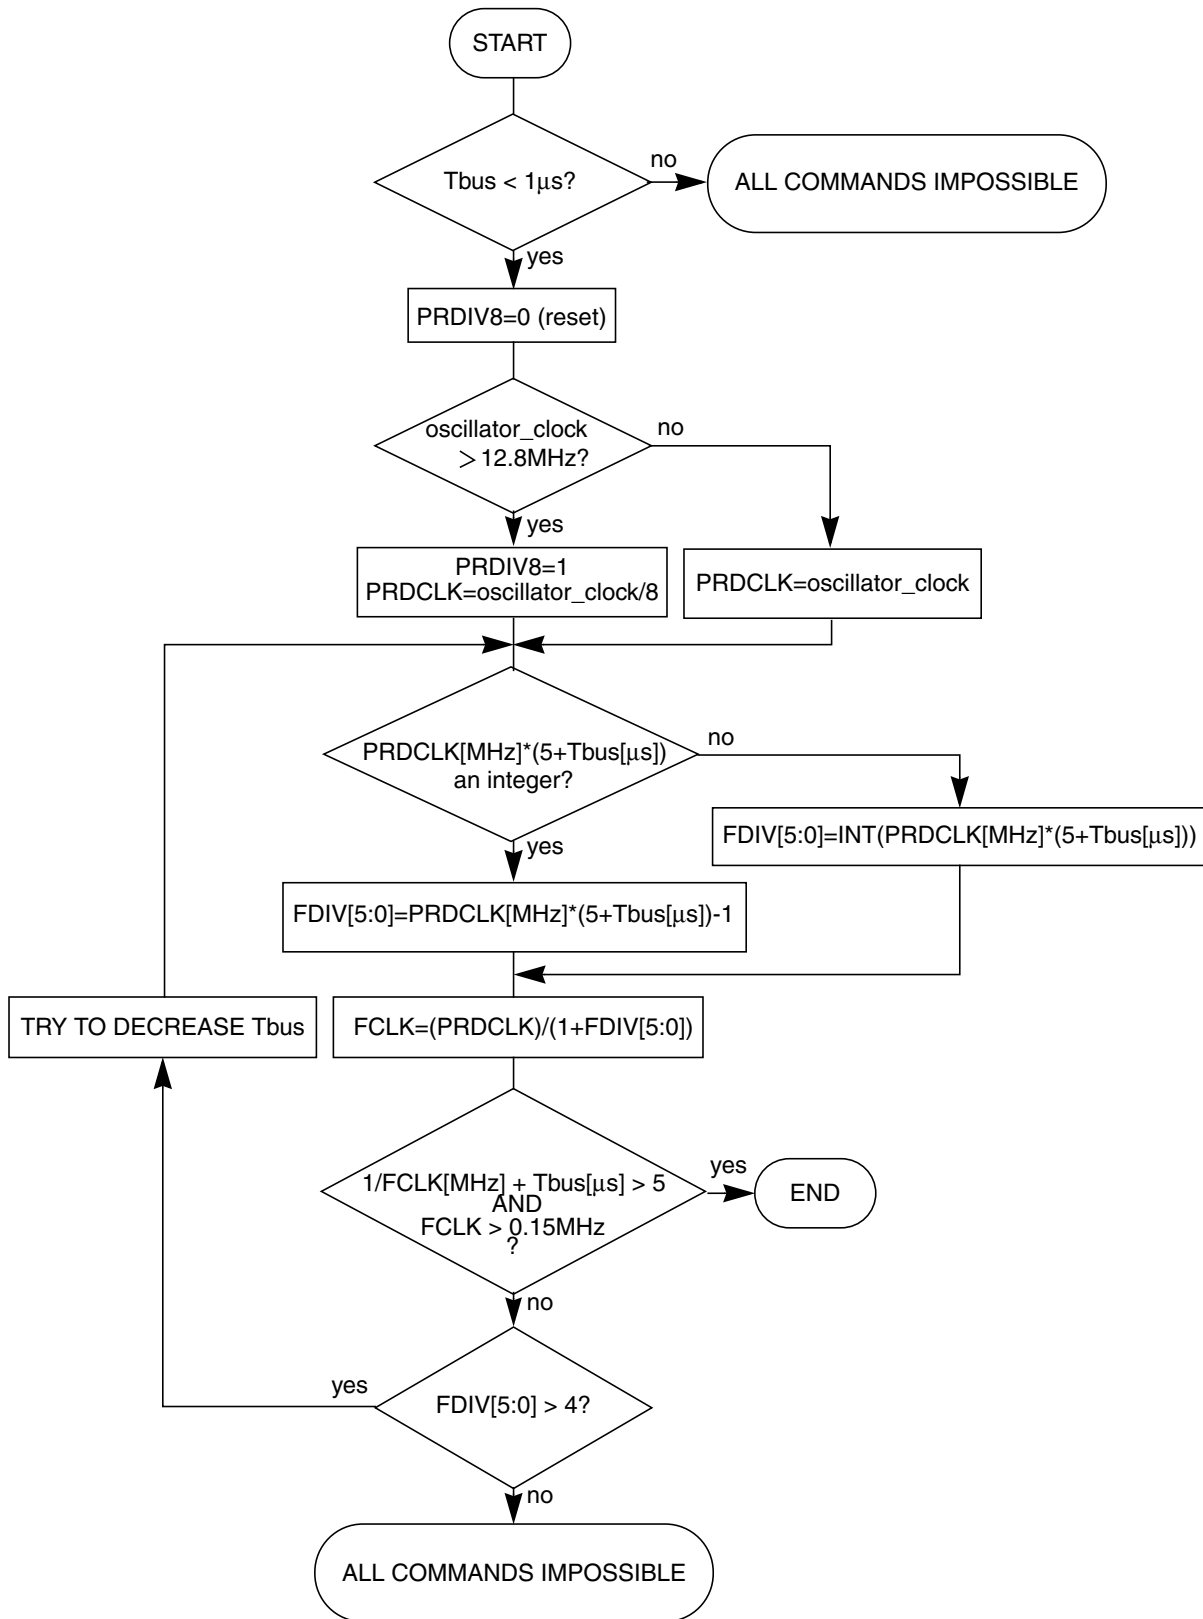 START
Tbus < 1μs?
no
ALL COMMANDS IMPOSSIBLE
yes
PRDIV8=0 (reset)
oscillator_clock
> 12.8MHz?
no
yes
PRDIV8=1
PRDCLK=oscillator_clock/8
PRDCLK=oscillator_clock
PRDCLK[MHz]*(5+Tbus[μs])
an integer?
no
yes
FDIV[5:0]=INT(PRDCLK[MHz]*(5+Tbus[μs]))
FDIV[5:0]=PRDCLK[MHz]*(5+Tbus[μs])-1
TRY TO DECREASE Tbus
FCLK=(PRDCLK)/(1+FDIV[5:0])
1/FCLK[MHz] + Tbus[μs] > 5
AND
FCLK > 0.15MHz
?
yes
END
no
yes
FDIV[5:0] > 4?
no
ALL COMMANDS IMPOSSIBLE